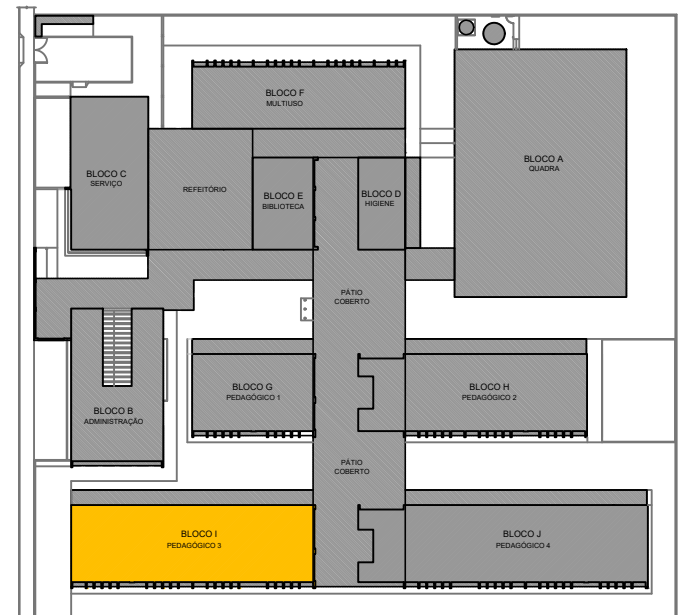 BLOCO F
MULTIUSO
BLOCO A
QUADRA
BLOCO C
SERVIÇO
REFEITÓRIO
BLOCO E
BIBLIOTECA
BLOCO D
HIGIENE
PÁTIO
COBERTO
BLOCO G
PEDAGÓGICO 1
BLOCO H
PEDAGÓGICO 2
BLOCO B
ADMINISTRAÇÃO
PÁTIO
COBERTO
BLOCO I
PEDAGÓGICO 3
BLOCO J
PEDAGÓGICO 4